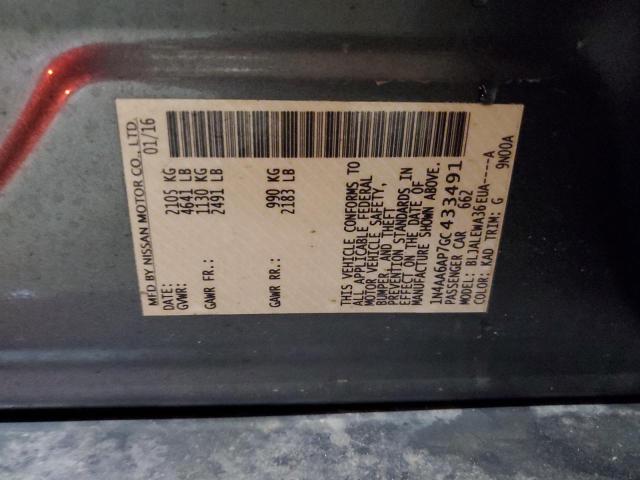 MFD BY NISSAN MOTOR CO., LTD.
DATE: 01/16
GVWR: 2105 KG
4641 LB
GAWR FR.: 1130 KG
2491 LB
GAWR RR.: 990 KG
2183 LB
THIS VEHICLE CONFORMS TO
ALL APPLICABLE FEDERAL
MOTOR VEHICLE SAFETY,
BUMPER, AND THEFT
PREVENTION STANDARDS IN
EFFECT ON THE DATE OF
MANUFACTURE SHOWN ABOVE.
1N4AA6AP7GC433491
PASSENGER CAR 662
MODEL: BLJALEWA36EUA----A
COLOR: KAD TRIM: G 9N00A